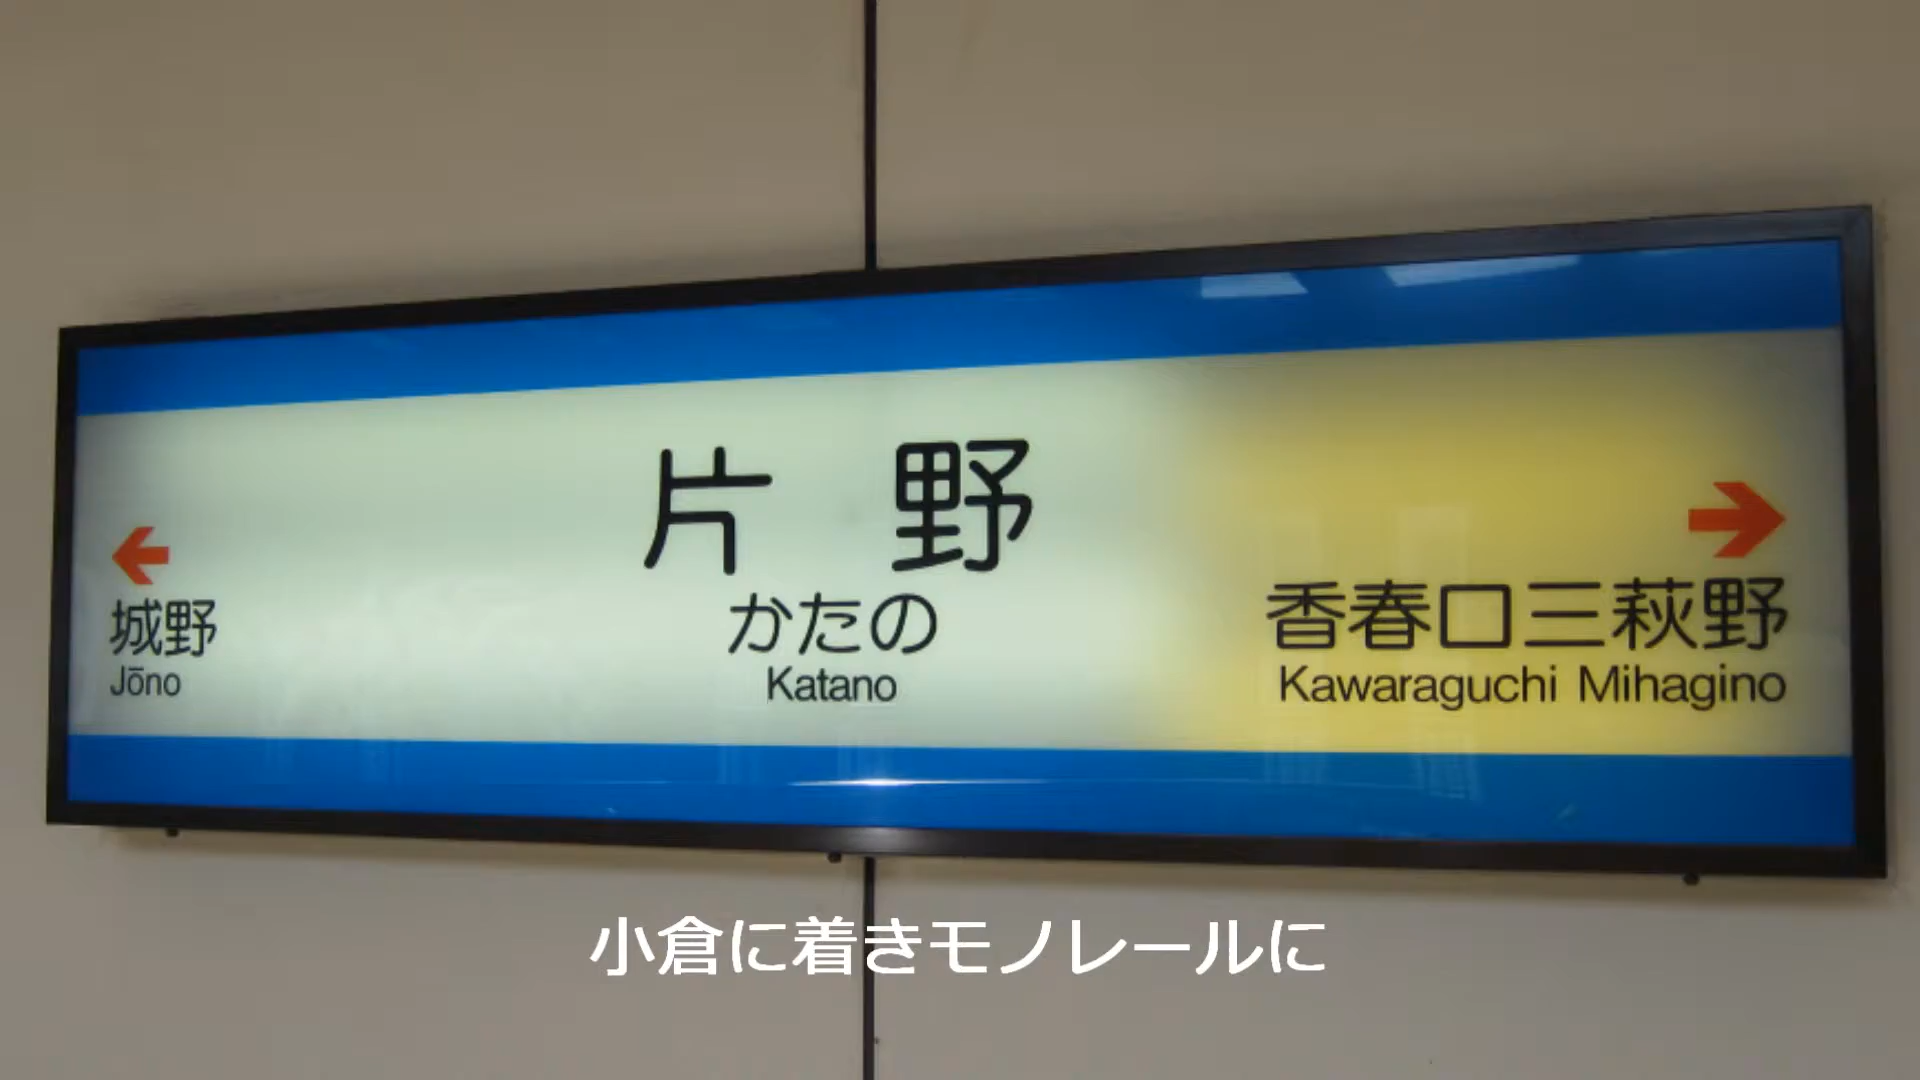 片野
かたの
Katano
城野
Jōno
香春口三萩野
Kawaraguchi Mihagino
小倉に着きモノレールに